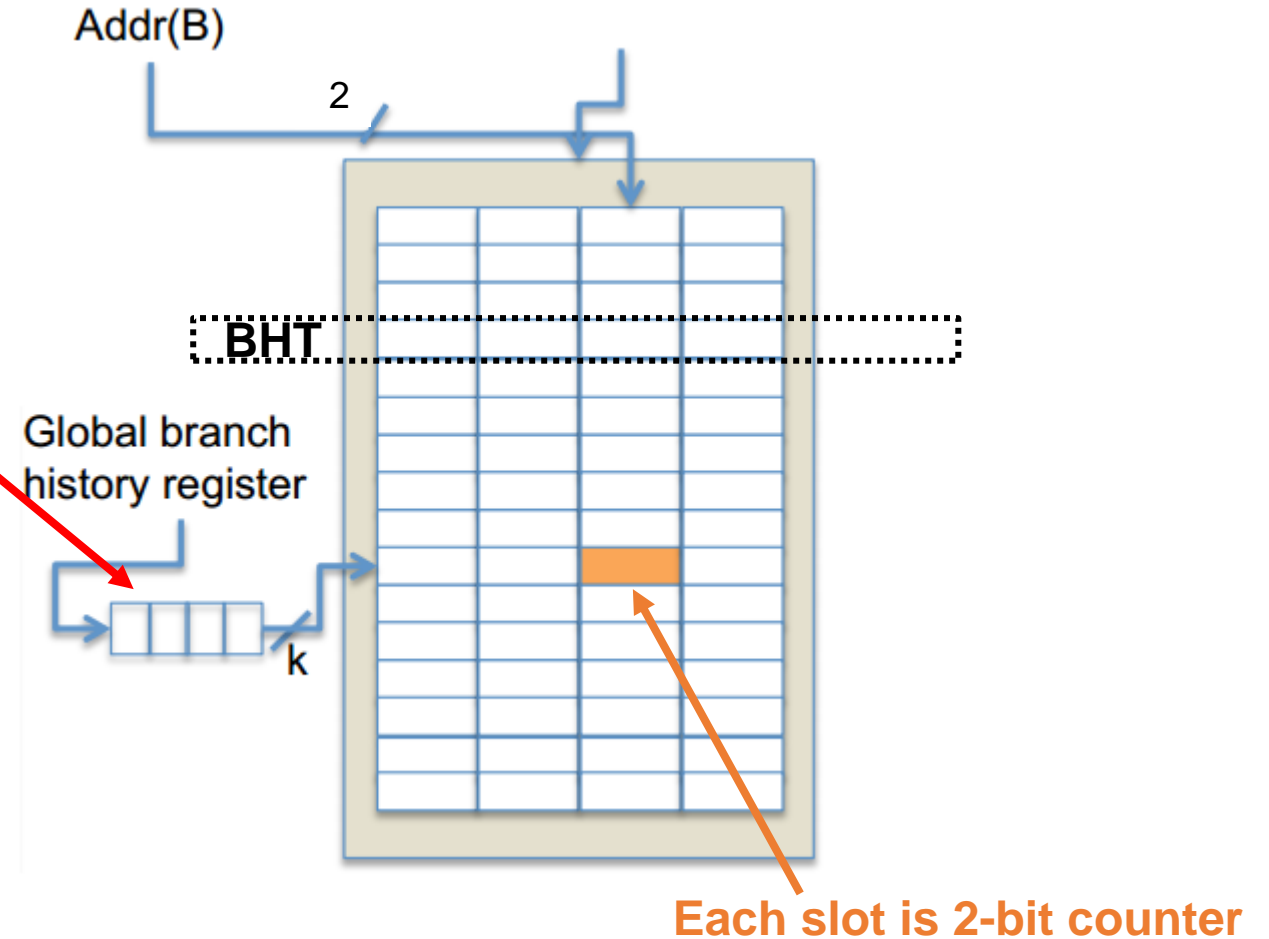 Addr(B)
2
BHT
Global branch
history register
k
Each slot is 2-bit counter